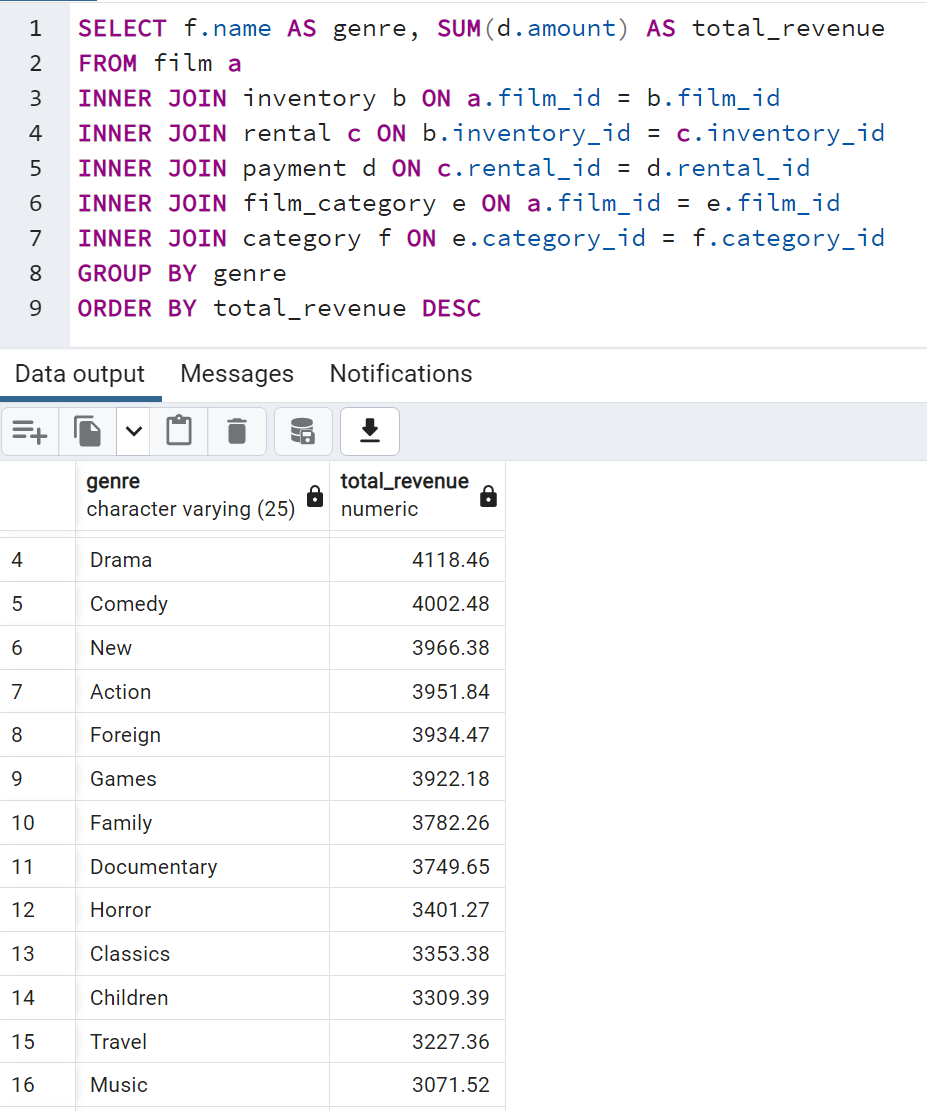 1 SELECT f.name AS genre, SUM(d.amount) AS total_revenue
2 FROM film a
3 INNER JOIN inventory b ON a.film_id = b.film_id
4 INNER JOIN rental c ON b.inventory_id = c.inventory_id
5 INNER JOIN payment d ON c.rental_id = d.rental_id
6 INNER JOIN film_category e ON a.film_id = e.film_id
7 INNER JOIN category f ON e.category_id = f.category_id
8 GROUP BY genre
9 ORDER BY total_revenue DESC
Data output Messages Notifications
genre total_revenue
character varying (25) numeric
4 Drama 4118.46
5 Comedy 4002.48
6 New 3966.38
7 Action 3951.84
8 Foreign 3934.47
9 Games 3922.18
10 Family 3782.26
11 Documentary 3749.65
12 Horror 3401.27
13 Classics 3353.38
14 Children 3309.39
15 Travel 3227.36
16 Music 3071.52